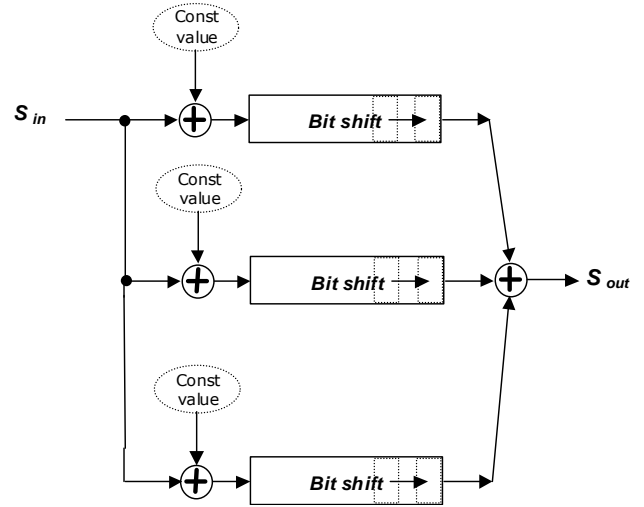 Const
value
S in
Bit shift
Const
value
Bit shift
S out
Const
value
Bit shift